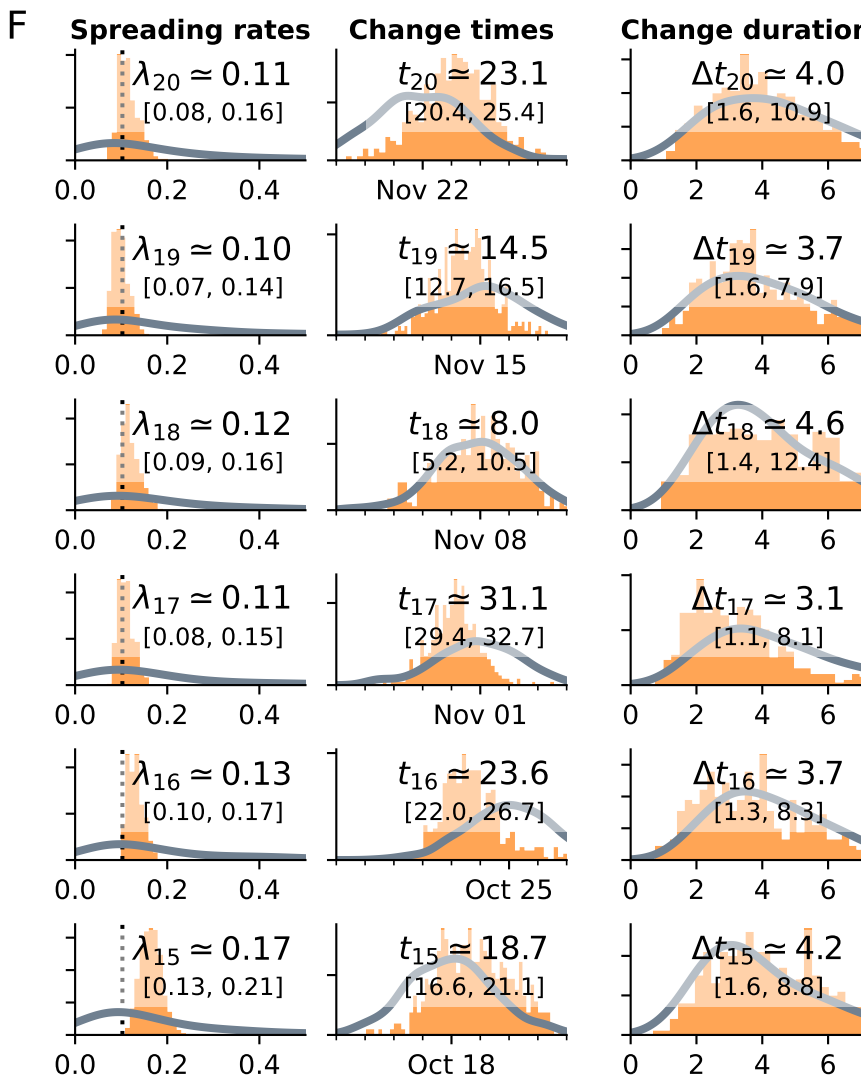 F
Spreading rates Change times Change duration
λ20 ≃ 0.11 t20 ≃ 23.1 Δt20 ≃ 4.0
[0.08, 0.16] [20.4, 25.4] [1.6, 10.9]
0.0 0.2 0.4 Nov 22 2 4 6
λ19 ≃ 0.10 t19 ≃ 14.5 Δt19 ≃ 3.7
[0.07, 0.14] [12.7, 16.5] [1.6, 7.9]
0.0 0.2 0.4 Nov 15 0 2 4 6
λ18 ≃ 0.12 t18 ≃ 8.0 Δt18 ≃ 4.6
[0.09, 0.16] [5.2, 10.5] [1.4, 12.4]
0.0 0.2 0.4 Nov 08 0 2 4 6
λ17 ≃ 0.11 t17 ≃ 31.1 Δt17 ≃ 3.1
[0.08, 0.15] [29.4, 32.7] [1.1, 8.1]
0.0 0.2 0.4 Nov 01 0 2 4 6
λ16 ≃ 0.13 t16 ≃ 23.6 Δt16 ≃ 3.7
[0.10, 0.17] [22.0, 26.7] [1.3, 8.3]
0.0 0.2 0.4 Oct 25 0 2 4 6
λ15 ≃ 0.17 t15 ≃ 18.7 Δt15 ≃ 4.2
[0.13, 0.21] [16.6, 21.1] [1.6, 8.8]
0.0 0.2 0.4 Oct 18 0 2 4 6